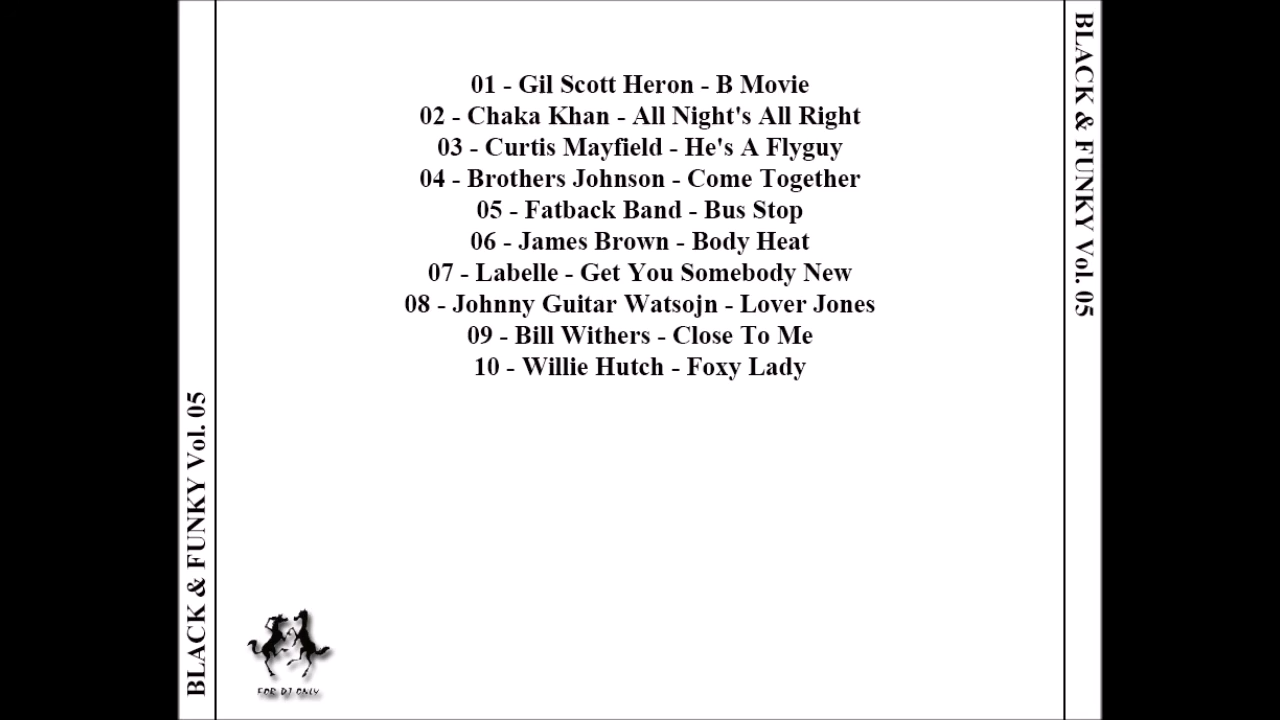 01 - Gil Scott Heron - B Movie
02 - Chaka Khan - All Night's All Right
03 - Curtis Mayfield - He's A Flyguy
04 - Brothers Johnson - Come Together
05 - Fatback Band - Bus Stop
06 - James Brown - Body Heat
07 - Labelle - Get You Somebody New
08 - Johnny Guitar Watsojn - Lover Jones
09 - Bill Withers - Close To Me
10 - Willie Hutch - Foxy Lady
BLACK & FUNKY Vol. 05
BLACK & FUNKY Vol. 05
FOR DJ ONLY